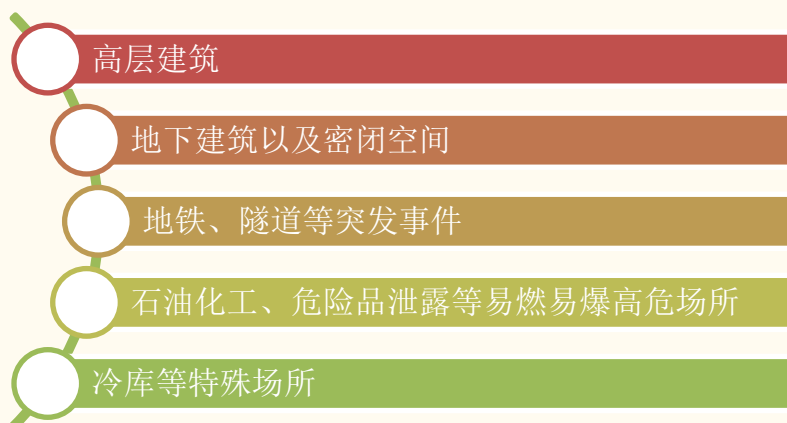 高层建筑
地下建筑以及密闭空间
地铁、隧道等突发事件
石油化工、危险品泄露等易燃易爆高危场所
冷库等特殊场所